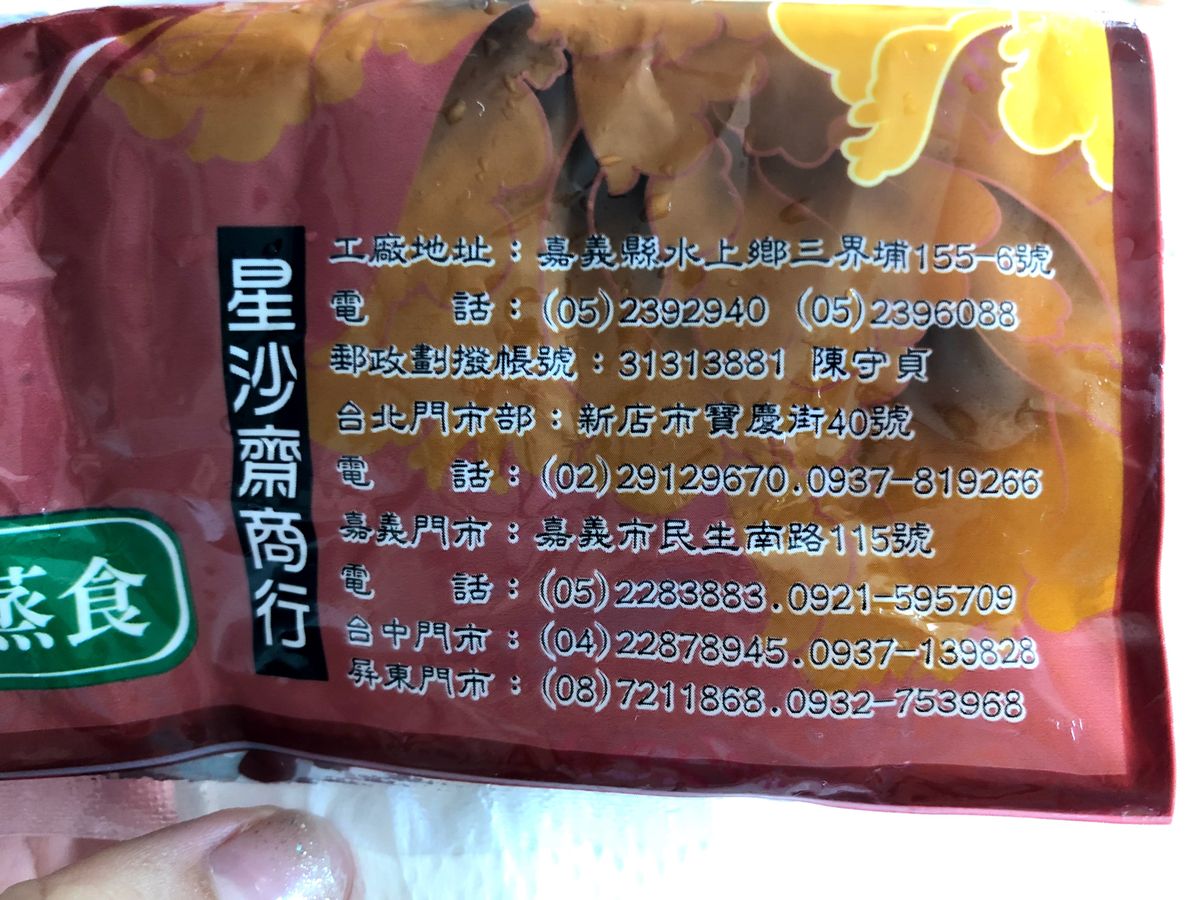 星沙齋商行
工廠地址：嘉義縣水上鄉三界埔155-6號
電　　話：(05)2392940 (05)2396088
郵政劃撥帳號：31313881 陳守貞
台北門市部：新店市寶慶街40號
電　　話：(02)29129670.0937-819266
嘉義門市：嘉義市民生南路115號
電　　話：(05)2283883.0921-595709
台中門市：(04)22878945.0937-139828
屏東門市：(08)7211868.0932-753968
蒸食